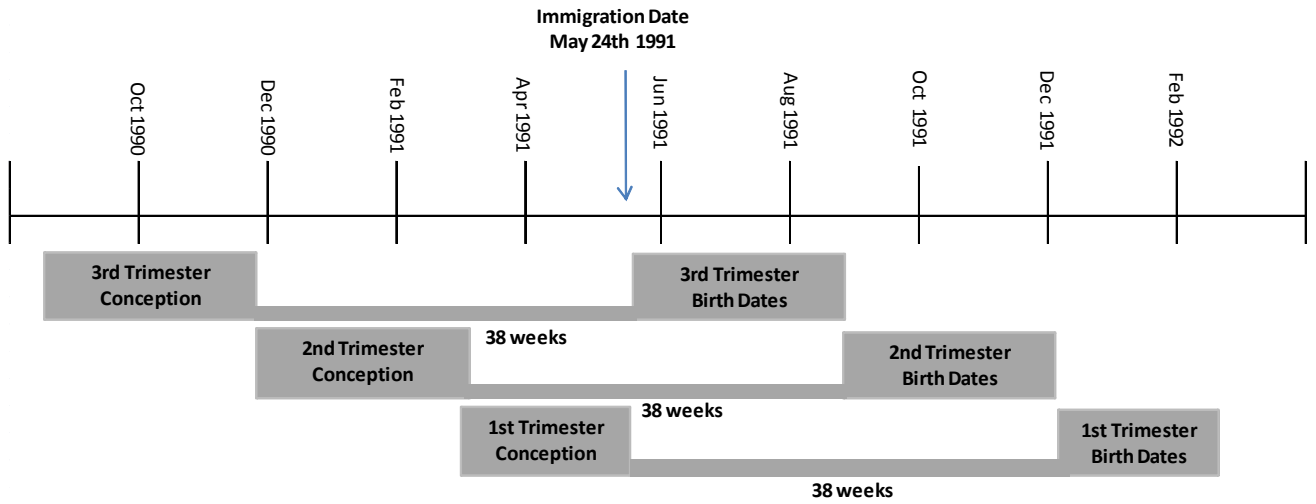 Immigration Date
May 24th 1991
Oct 1990
Dec 1990
Feb 1991
Apr 1991
Jun 1991
Aug 1991
Oct 1991
Dec 1991
Feb 1992
3rd Trimester
Conception
3rd Trimester
Birth Dates
38 weeks
2nd Trimester
Conception
2nd Trimester
Birth Dates
38 weeks
1st Trimester
Conception
1st Trimester
Birth Dates
38 weeks